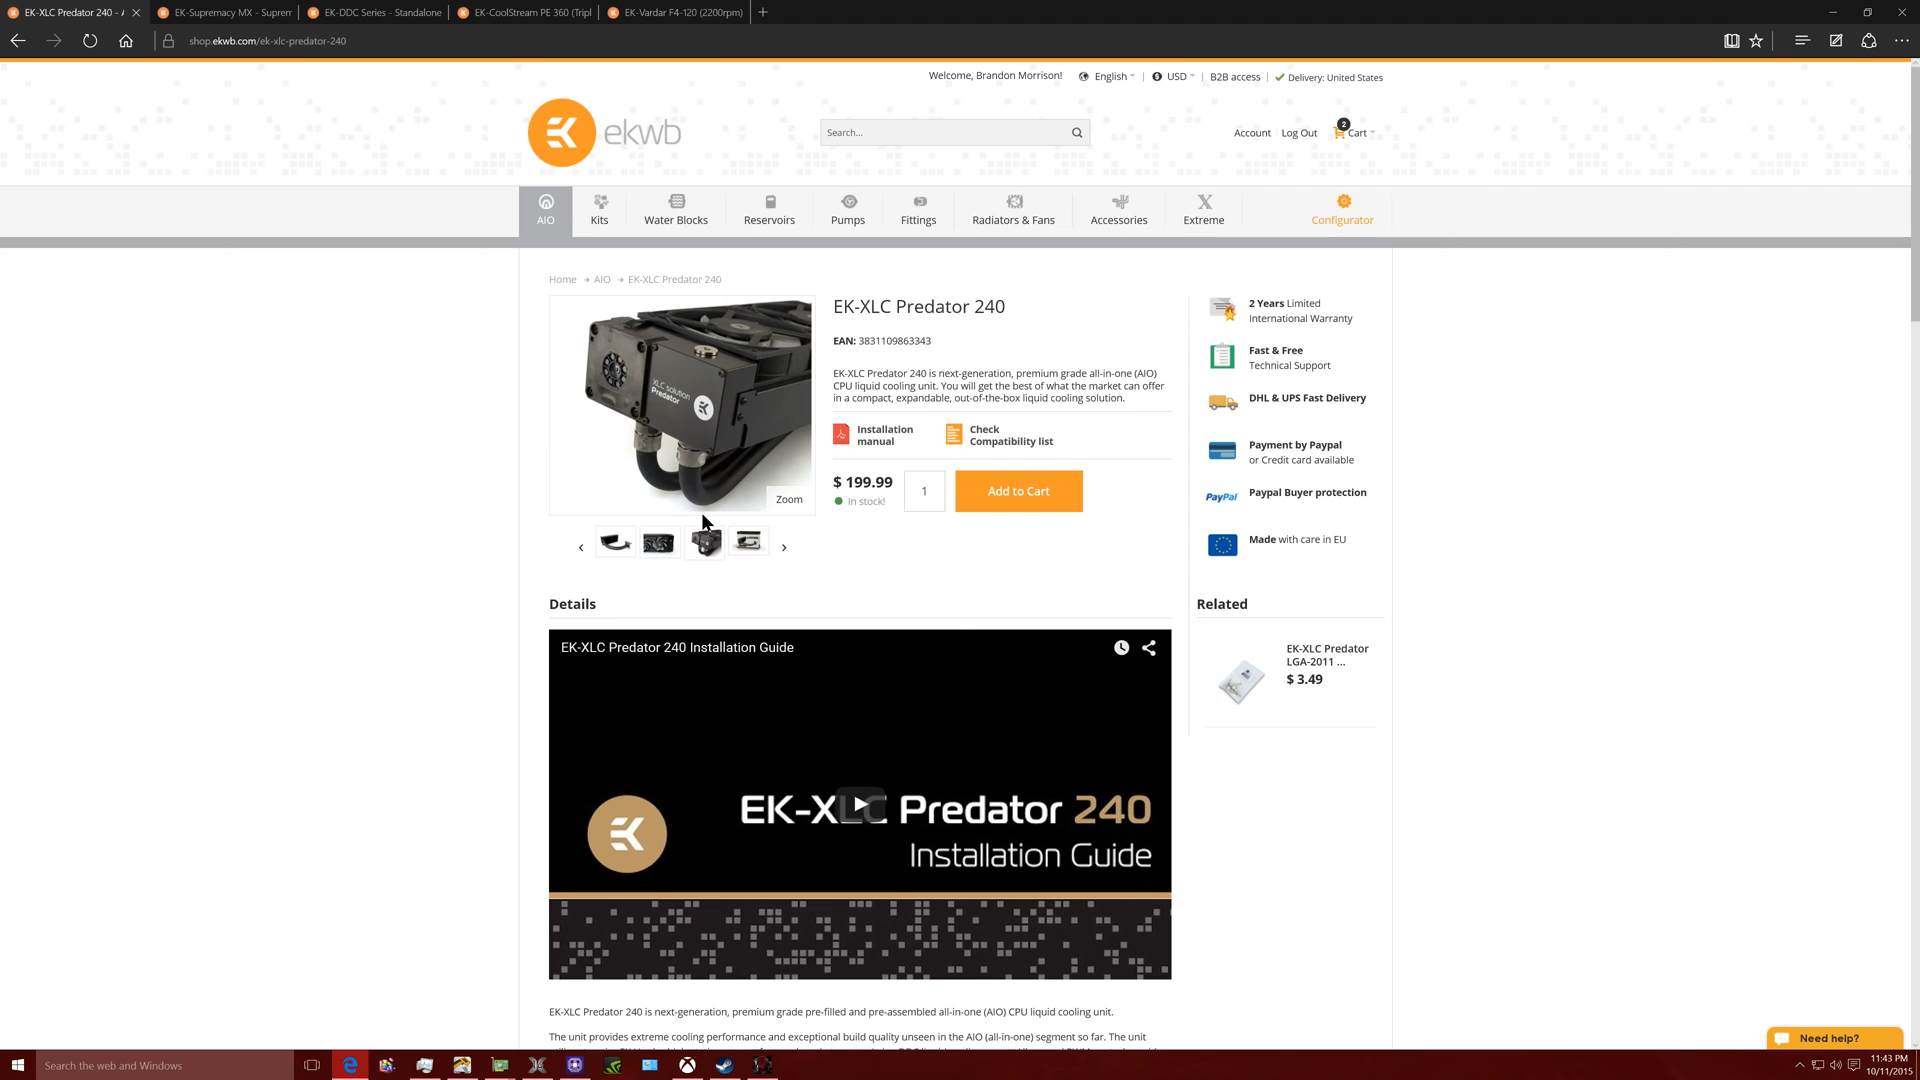 EK-XLC Predator 240 - A
EK-Supremacy MX - Suprem
EK-DDC Series - Standalone
EK-CoolStream PE 360 (Tripl
EK-Vardar F4-120 (2200rpm)
shop.ekwb.com/ek-xlc-predator-240
Welcome, Brandon Morrison!
English
USD
B2B access
Delivery: United States
ekwb
Search...
Account
Log Out
2
Cart
AIO
Kits
Water Blocks
Reservoirs
Pumps
Fittings
Radiators & Fans
Accessories
Extreme
Configurator
Home
AIO
EK-XLC Predator 240
XLC solution
Predator
Zoom
EK-XLC Predator 240
EAN: 3831109863343
EK-XLC Predator 240 is next-generation, premium grade all-in-one (AIO)
CPU liquid cooling unit. You will get the best of what the market can offer
in a compact, expandable, out-of-the-box liquid cooling solution.
Installation
manual
Check
Compatibility list
$ 199.99
In stock!
1
Add to Cart
2 Years Limited
International Warranty
Fast & Free
Technical Support
DHL & UPS Fast Delivery
Payment by Paypal
or Credit card available
PayPal
Paypal Buyer protection
Made with care in EU
Details
EK-XLC Predator 240 Installation Guide
EK-XLC Predator 240
Installation Guide
Related
EK-XLC Predator
LGA-2011 ...
$ 3.49
EK-XLC Predator 240 is next-generation, premium grade pre-filled and pre-assembled all-in-one (AIO) CPU liquid cooling unit.
The unit provides extreme cooling performance and exceptional build quality unseen in the AIO (all-in-one) segment so far. The unit
Need help?
Search the web and Windows
11:43 PM
10/11/2015